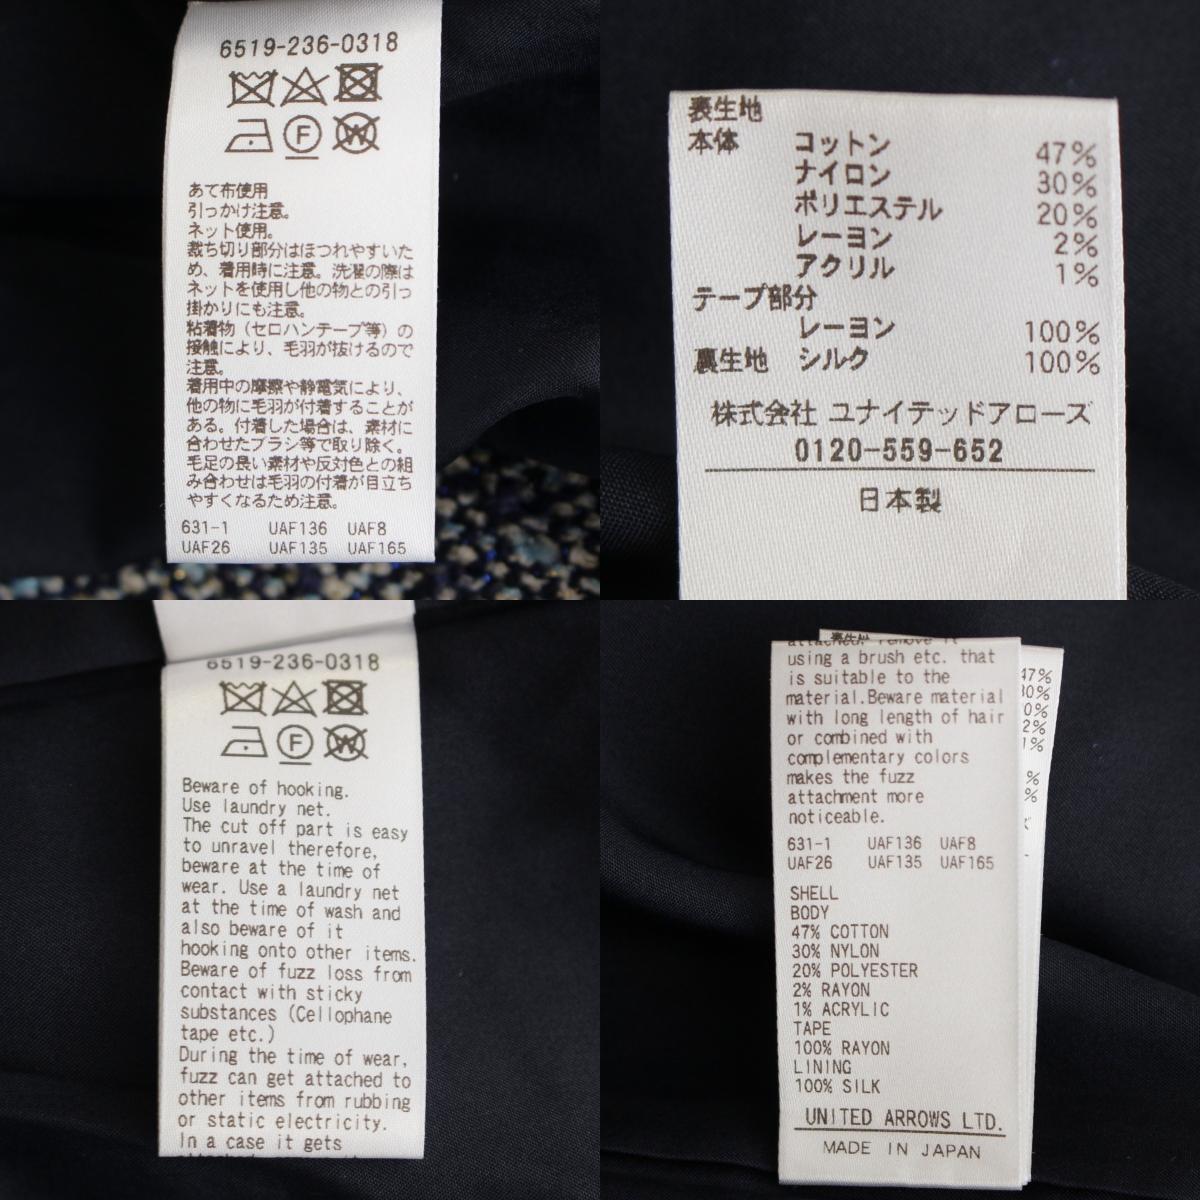 6519-236-0318
F
W
あて布使用
引っかけ注意。
ネット使用。
裁ち切り部分はほつれやすいた
め、着用時に注意。洗濯の際は
ネットを使用し他の物との引っ
掛かりにも注意。
粘着物（セロハンテープ等）の
接触により、毛羽が抜けるので
注意。
着用中の摩擦や静電気により、
他の物に毛羽が付着することが
ある。付着した場合は、素材に
合わせたブラシ等で取り除く。
毛足の長い素材や反対色との組
み合わせは毛羽の付着が目立ち
やすくなるため注意。
631-1 UAF136 UAF8
UAF26 UAF135 UAF165
表生地
本体 コットン 47%
ナイロン 30%
ポリエステル 20%
レーヨン 2%
アクリル 1%
テープ部分
レーヨン 100%
裏生地 シルク 100%
株式会社 ユナイテッドアローズ
0120-559-652
日本製
6519-236-0318
F
W
Beware of hooking.
Use laundry net.
The cut off part is easy
to unravel therefore,
beware at the time of
wear. Use a laundry net
at the time of wash and
also beware of it
hooking onto other items.
Beware of fuzz loss from
contact with sticky
substances (Cellophane
tape etc.)
During the time of wear,
fuzz can get attached to
other items from rubbing
or static electricity.
In a case it gets
表生地
attached, remove it
using a brush etc. that
is suitable to the
material.Beware material
with long length of hair
or combined with
complementary colors
makes the fuzz
attachment more
noticeable.
631-1 UAF136 UAF8
UAF26 UAF135 UAF165
SHELL
BODY
47% COTTON
30% NYLON
20% POLYESTER
2% RAYON
1% ACRYLIC
TAPE
100% RAYON
LINING
100% SILK
UNITED ARROWS LTD.
MADE IN JAPAN
47%
30%
0%
2%
1%
%
%